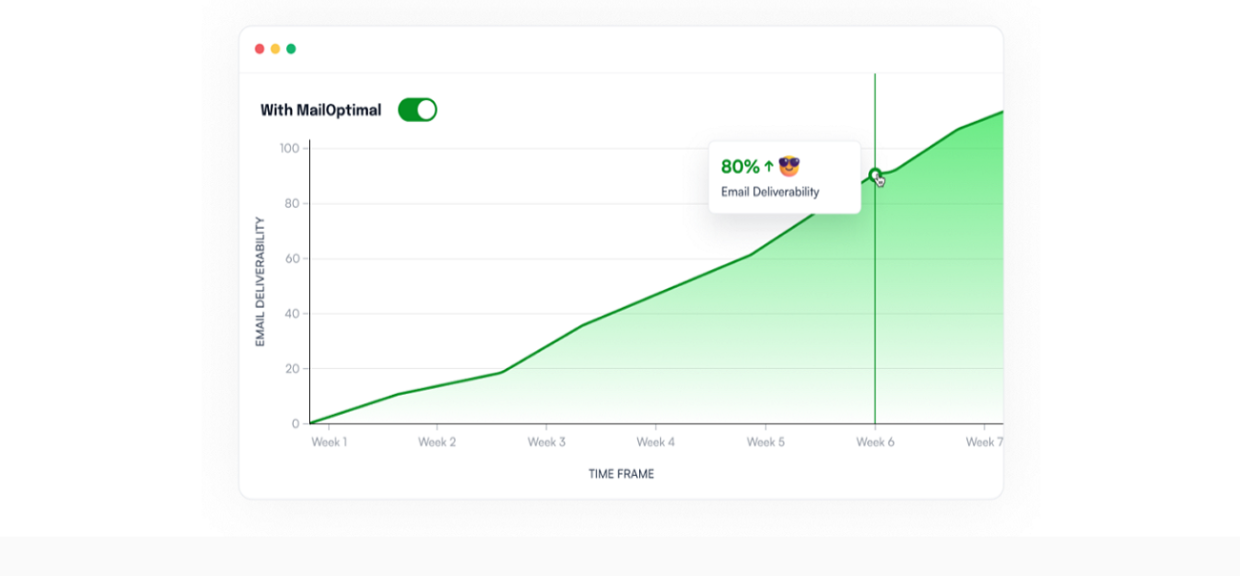 With MailOptimal
100
80% ↑ 😎
Email Deliverability
80
60
40
20
0
EMAIL DELIVERABILITY
Week 1 Week 2 Week 3 Week 4 Week 5 Week 6 Week 7
TIME FRAME